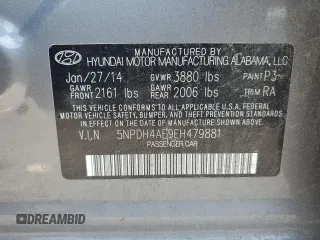 MANUFACTURED BY
HYUNDAI MOTOR MANUFACTURING ALABAMA, LLC
Jan/27/14 GVWR 3880 lbs PAINT P3
GAWR FRONT 2161 lbs GAWR REAR 2006 lbs TRIM RA
THIS VEHICLE CONFORMS TO ALL APPLICABLE
FEDERAL MOTOR VEHICLE SAFETY, BUMPER, AND
THEFT PREVENTION STANDARDS IN EFFECT ON
THE DATE OF MANUFACTURE SHOWN ABOVE.
V.I.N 5NPDH4AE9EH479881
PASSENGER CAR
DREAMBID